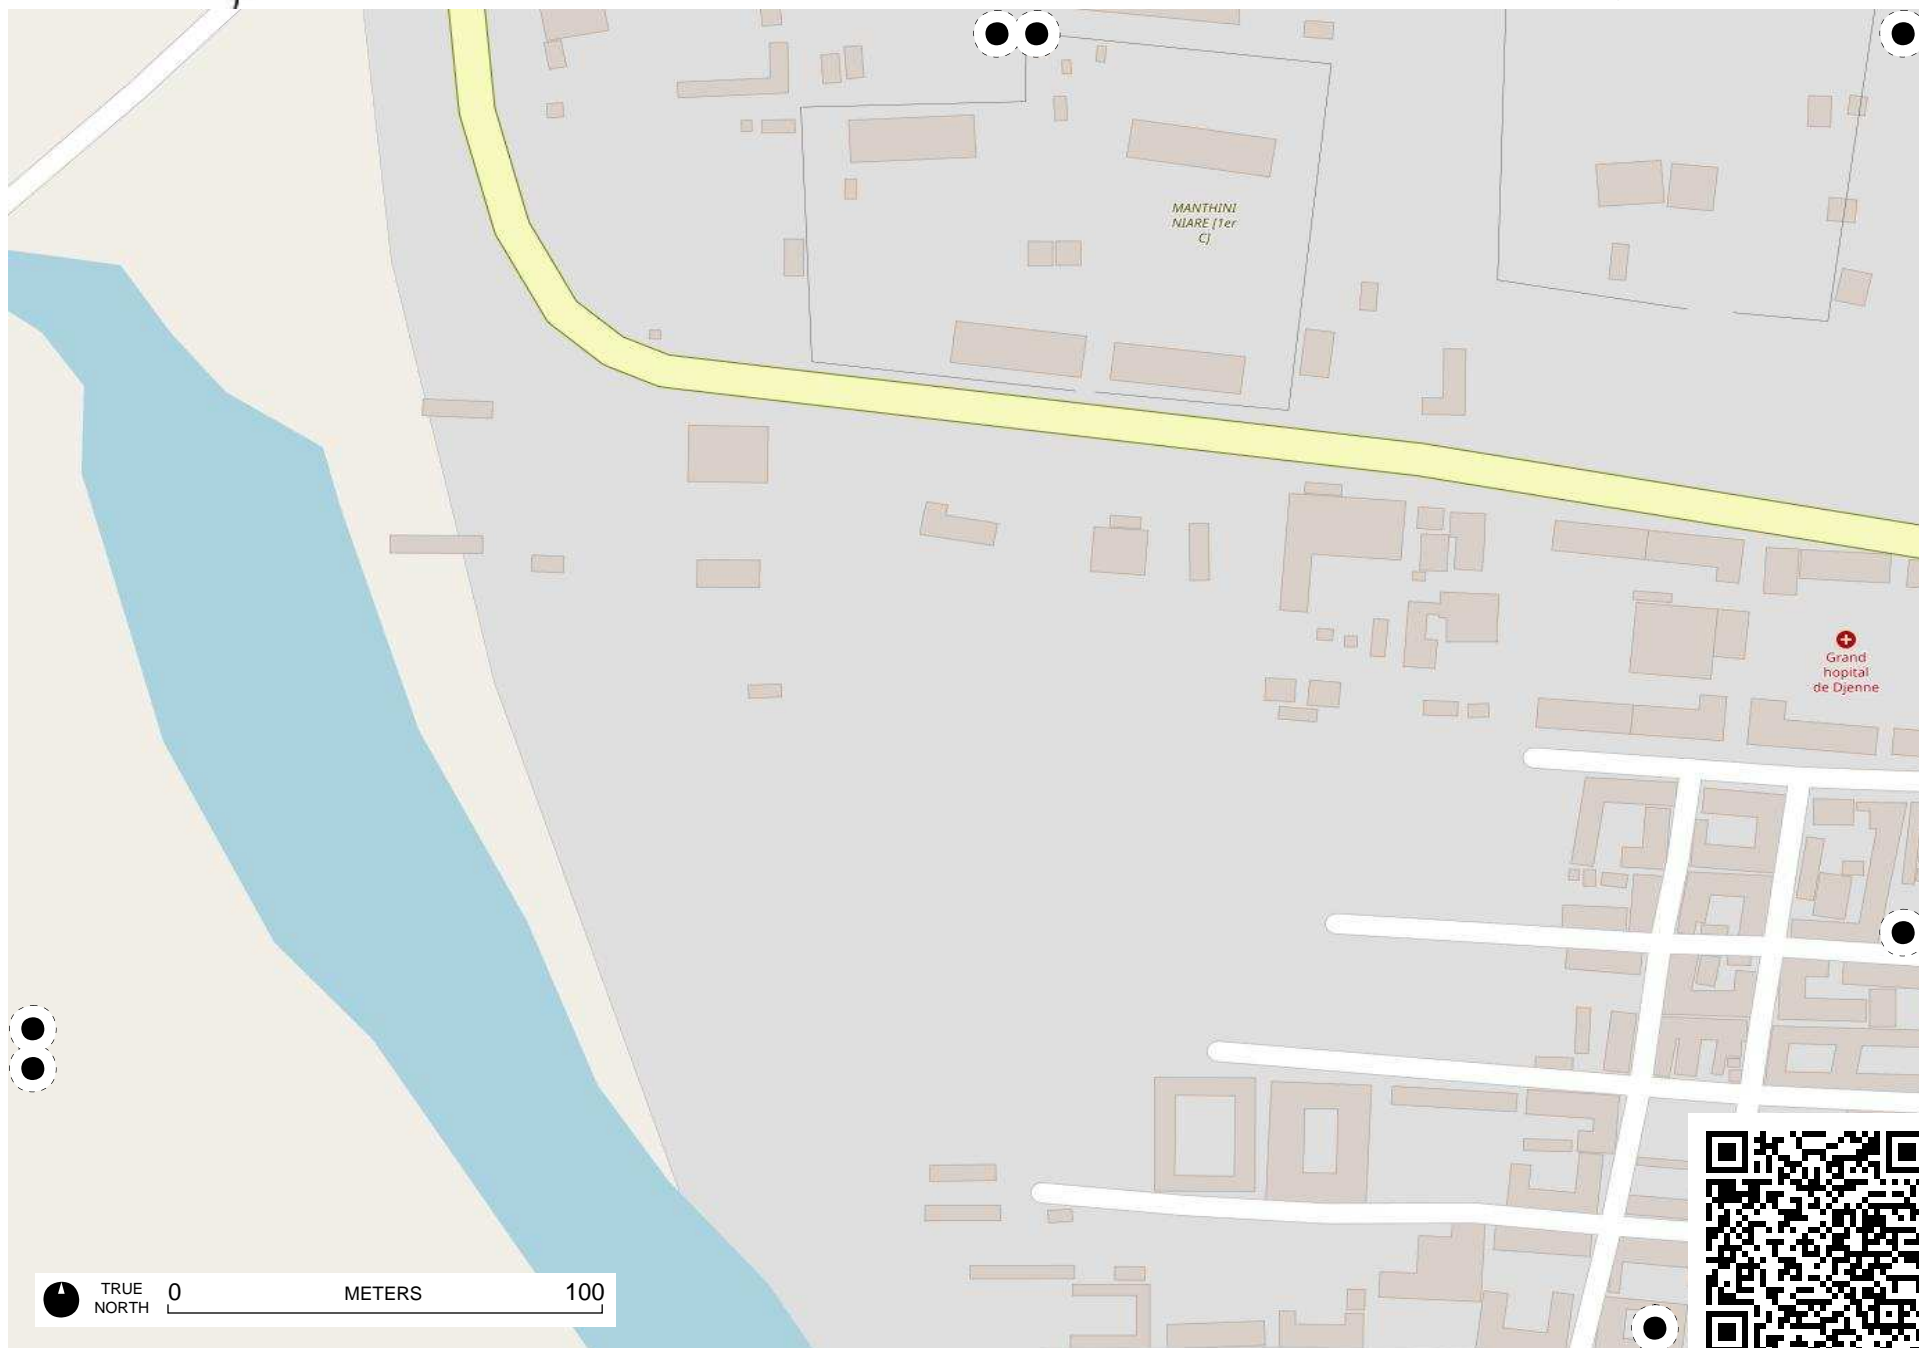 MANTHINI
NIARE [1er
C]
Grand
hopital
de Djenne
TRUE
NORTH
0 METERS 100